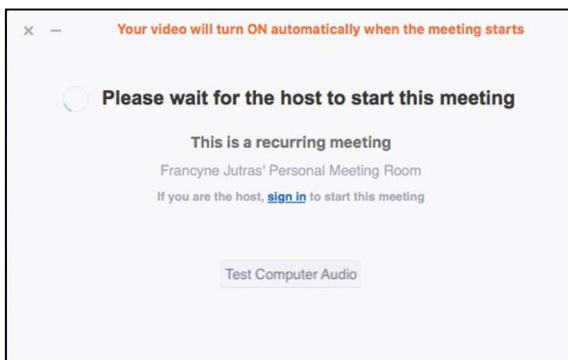 Your video will turn ON automatically when the meeting starts
Please wait for the host to start this meeting
This is a recurring meeting
Francyne Jutras' Personal Meeting Room
If you are the host, sign in to start this meeting
Test Computer Audio